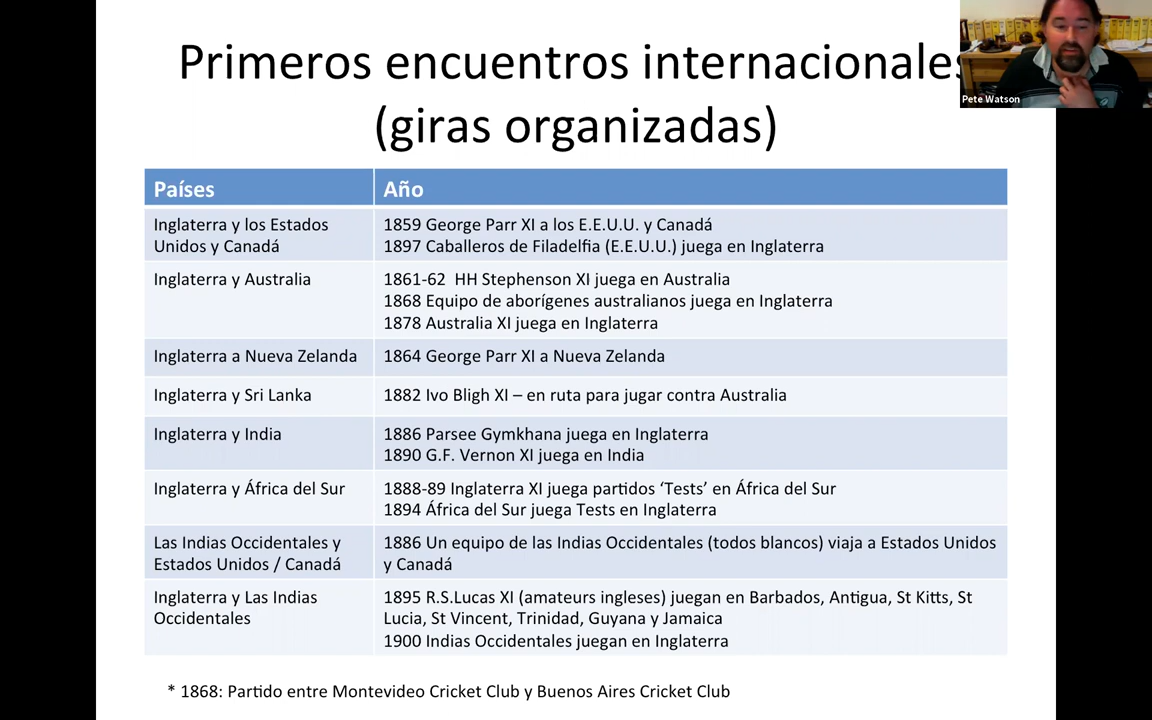 Primeros encuentros internacionales
(giras organizadas)
Pete Watson
Países
Año
Inglaterra y los Estados
Unidos y Canadá
1859 George Parr XI a los E.E.U.U. y Canadá
1897 Caballeros de Filadelfia (E.E.U.U.) juega en Inglaterra
Inglaterra y Australia
1861-62 HH Stephenson XI juega en Australia
1868 Equipo de aborígenes australianos juega en Inglaterra
1878 Australia XI juega en Inglaterra
Inglaterra a Nueva Zelanda
1864 George Parr XI a Nueva Zelanda
Inglaterra y Sri Lanka
1882 Ivo Bligh XI – en ruta para jugar contra Australia
Inglaterra y India
1886 Parsee Gymkhana juega en Inglaterra
1890 G.F. Vernon XI juega en India
Inglaterra y África del Sur
1888-89 Inglaterra XI juega partidos ‘Tests’ en África del Sur
1894 África del Sur juega Tests en Inglaterra
Las Indias Occidentales y
Estados Unidos / Canadá
1886 Un equipo de las Indias Occidentales (todos blancos) viaja a Estados Unidos
y Canadá
Inglaterra y Las Indias
Occidentales
1895 R.S.Lucas XI (amateurs ingleses) juegan en Barbados, Antigua, St Kitts, St
Lucia, St Vincent, Trinidad, Guyana y Jamaica
1900 Indias Occidentales juegan en Inglaterra
* 1868: Partido entre Montevideo Cricket Club y Buenos Aires Cricket Club